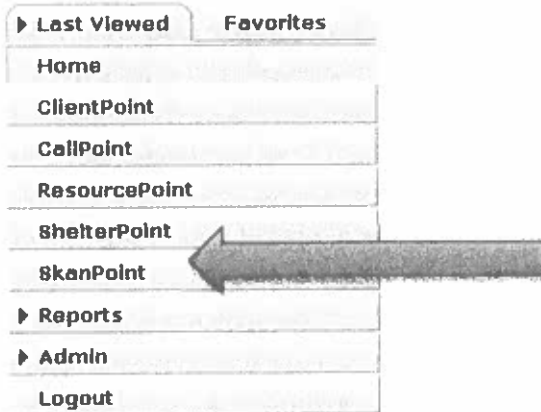 Last Viewed Favorites
Home
ClientPoint
CallPoint
ResourcePoint
ShelterPoint
SkanPoint
Reports
Admin
Logout